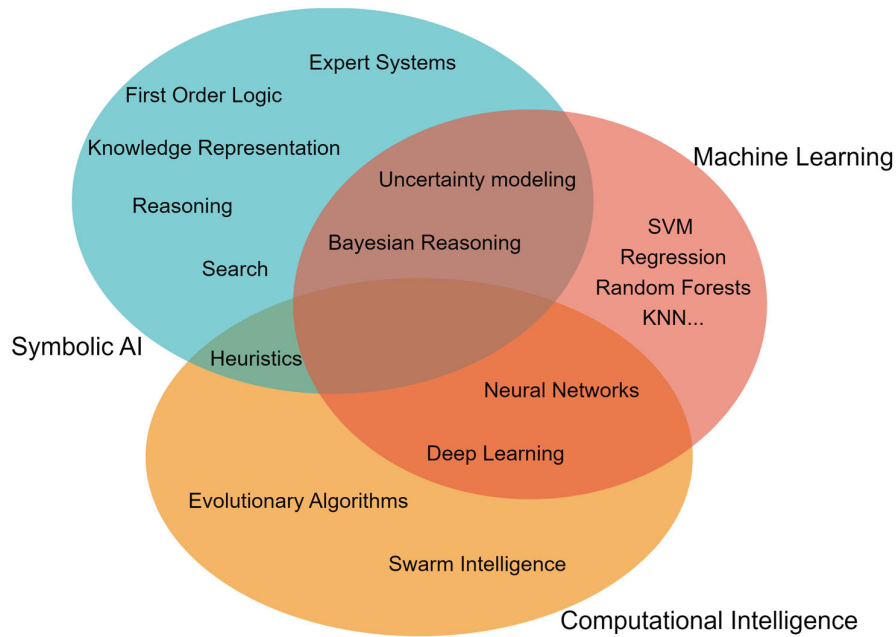 Expert Systems
First Order Logic
Knowledge Representation
Machine Learning
Uncertainty modeling
Reasoning
SVM
Bayesian Reasoning
Regression
Search
Random Forests
KNN...
Symbolic AI
Heuristics
Neural Networks
Deep Learning
Evolutionary Algorithms
Swarm Intelligence
Computational Intelligence